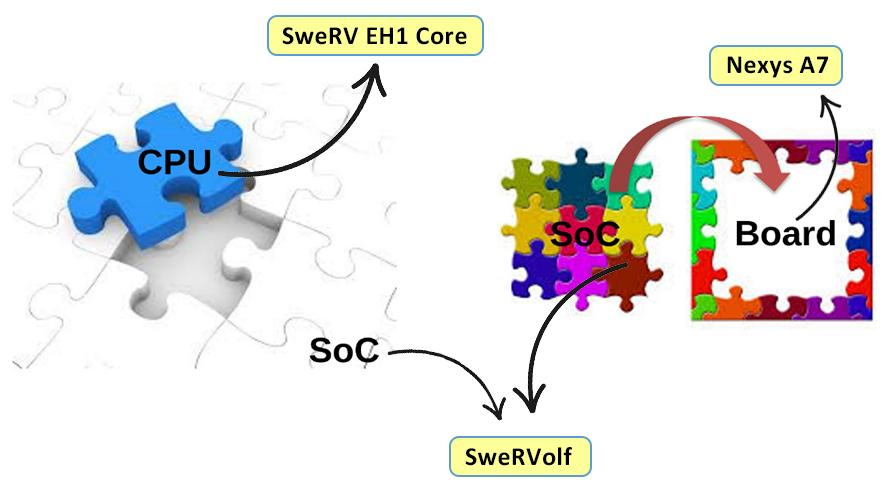 SweRV EH1 Core
Nexys A7
CPU
SoC
Board
SoC
SweRVolf